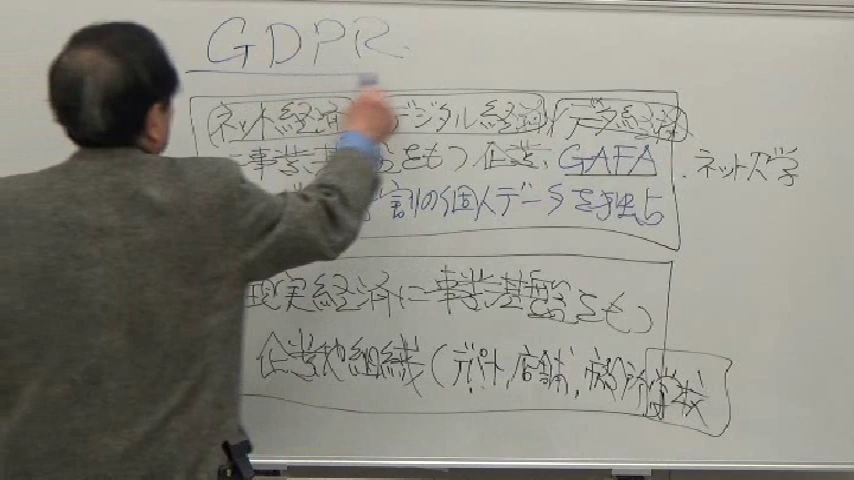 GDPR
ネット経済 デジタル経済 データ経済
に事業基盤をもつ企業、GAFA
割の個人データを独占
ネット大学
現実経済に事業基盤をもつ
企業や組織(デパート,店舗,
学校